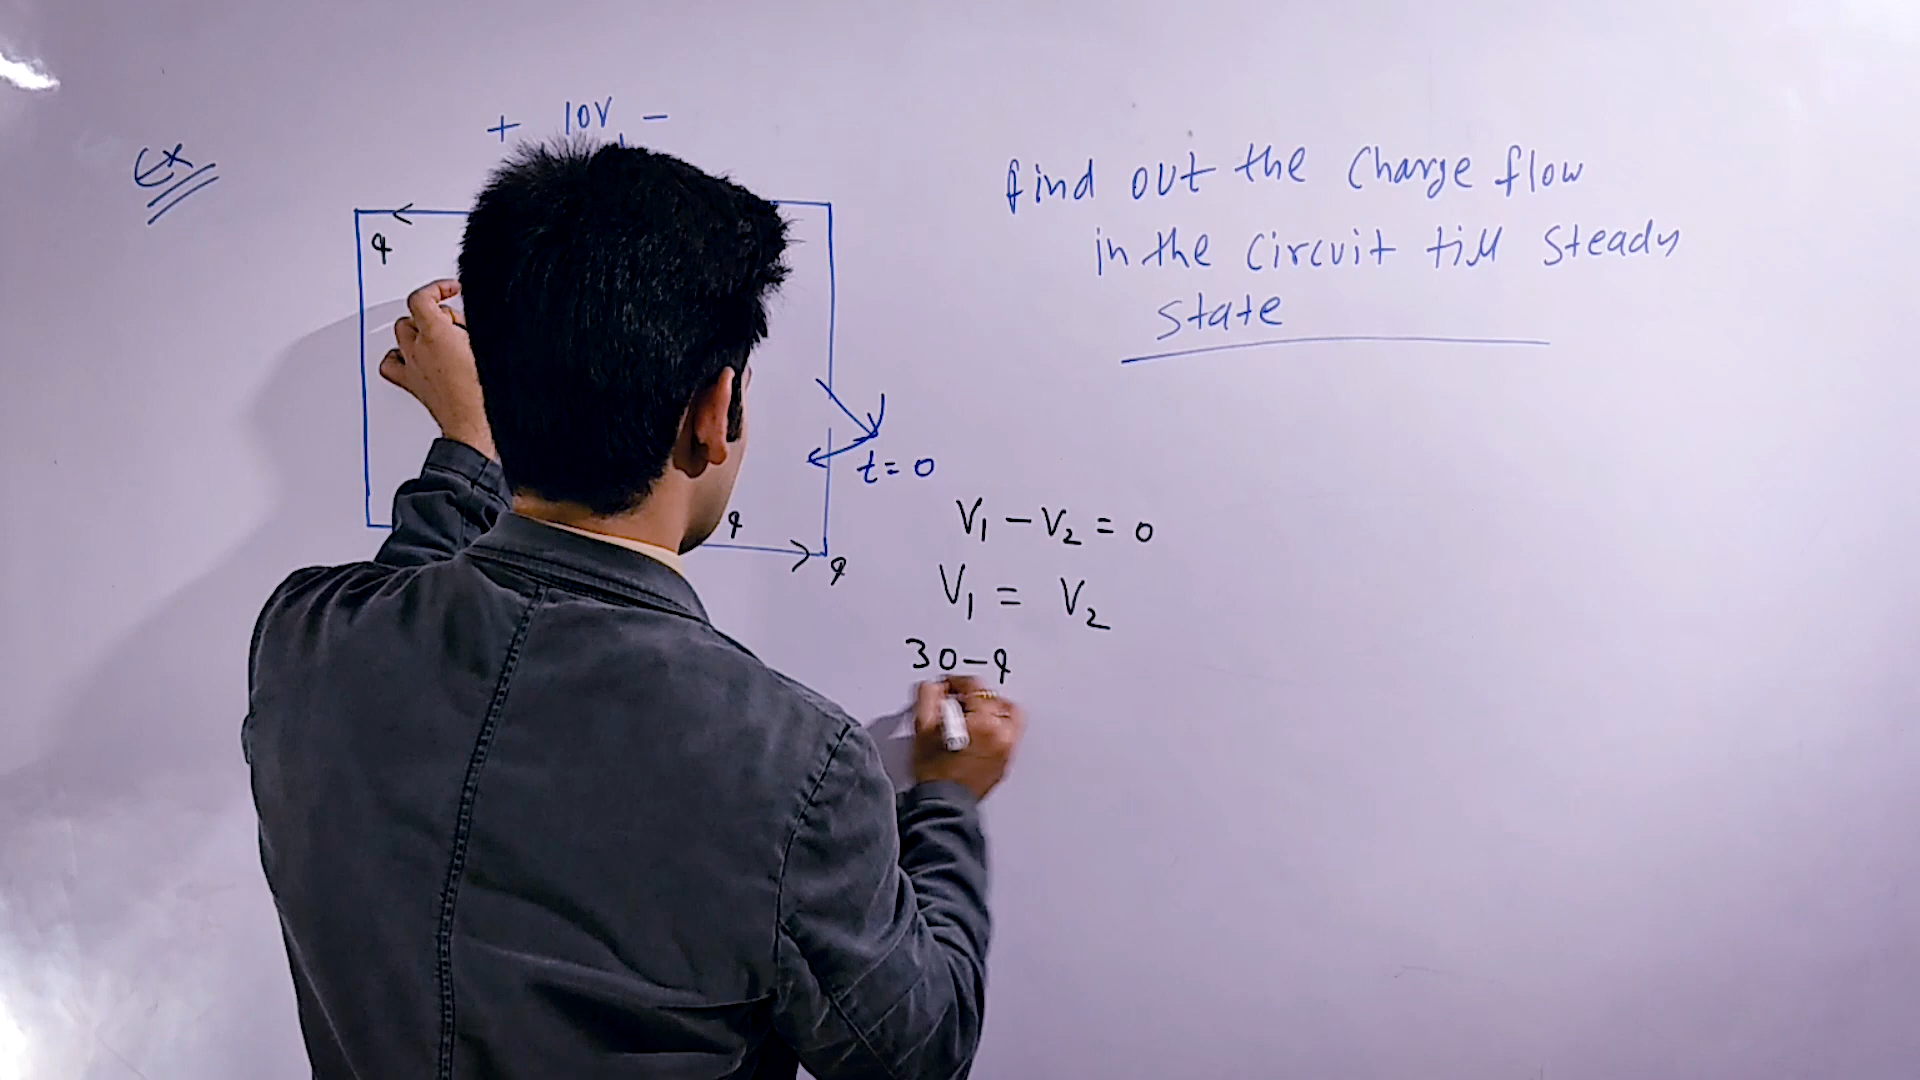 Ex
+ 10V -
find out the charge flow
in the circuit till steady
state
q
t = 0
q
q
V1 - V2 = 0
V1 = V2
30-q